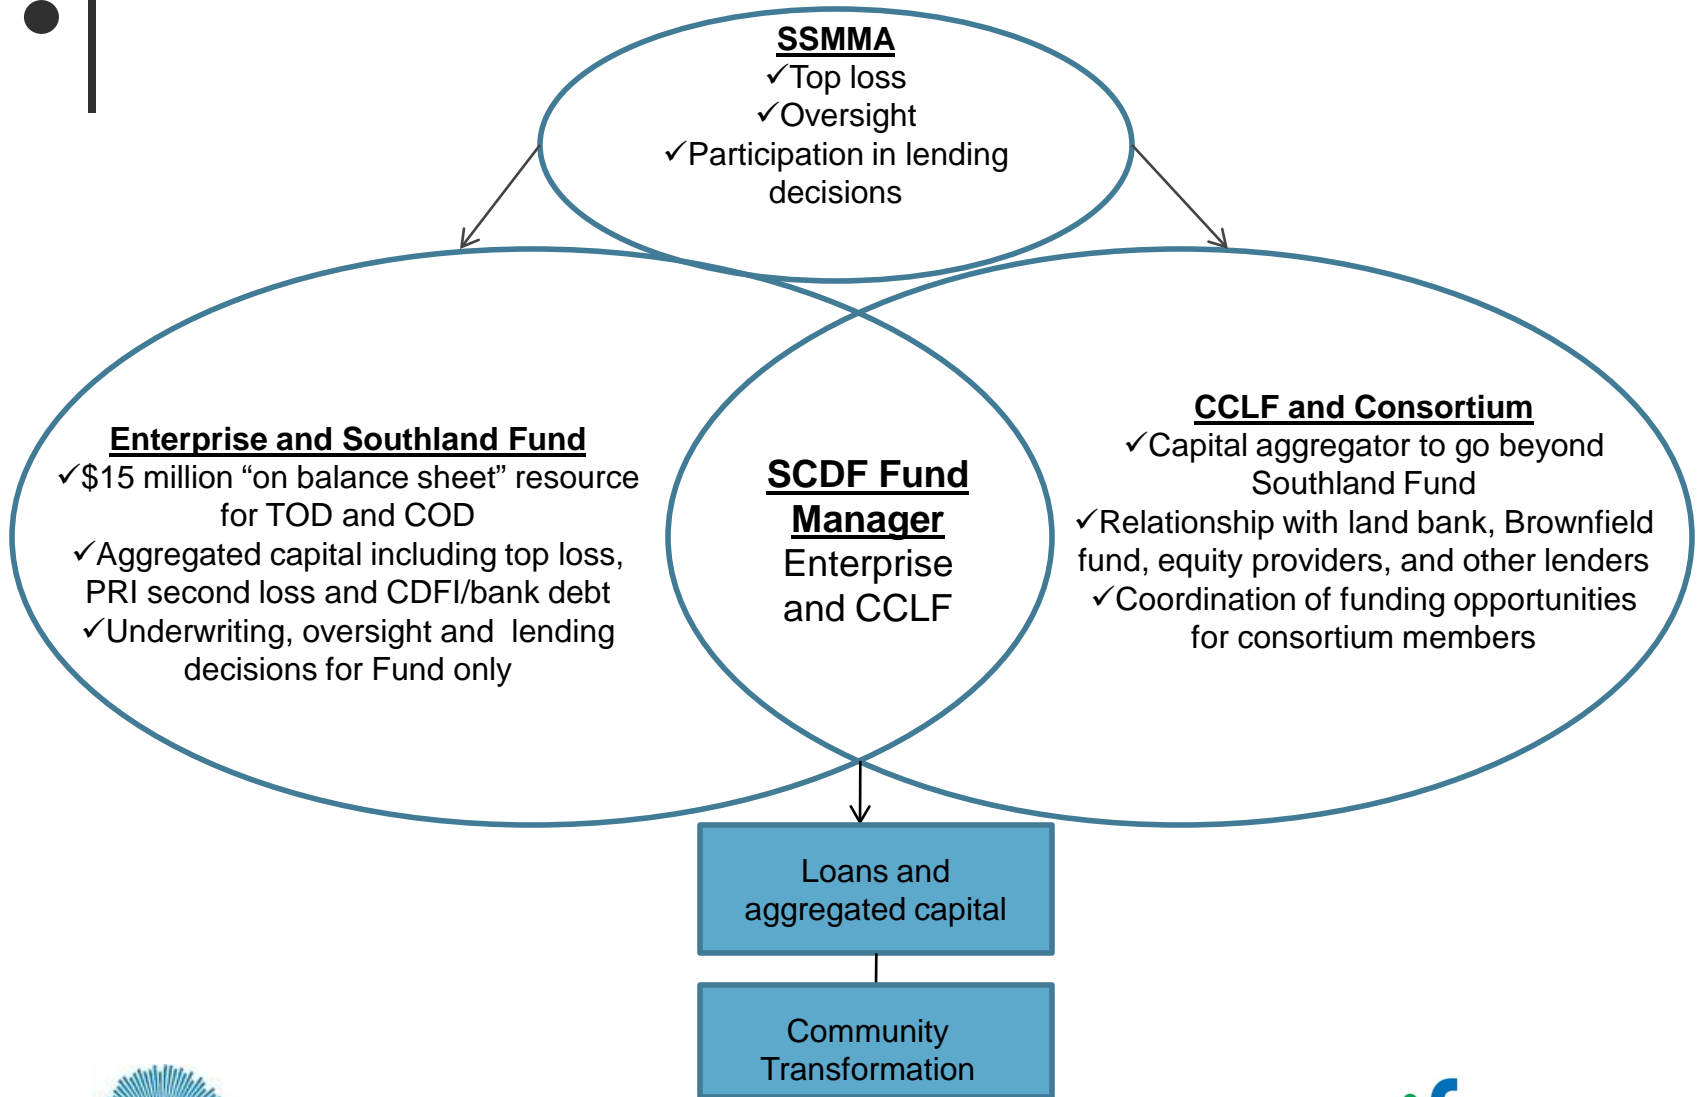 SSMMA
✓Top loss
✓Oversight
✓Participation in lending
decisions
Enterprise and Southland Fund
✓$15 million “on balance sheet” resource
for TOD and COD
✓Aggregated capital including top loss,
PRI second loss and CDFI/bank debt
✓Underwriting, oversight and lending
decisions for Fund only
SCDF Fund
Manager
Enterprise
and CCLF
CCLF and Consortium
✓Capital aggregator to go beyond
Southland Fund
✓Relationship with land bank, Brownfield
fund, equity providers, and other lenders
✓Coordination of funding opportunities
for consortium members
Loans and
aggregated capital
Community
Transformation